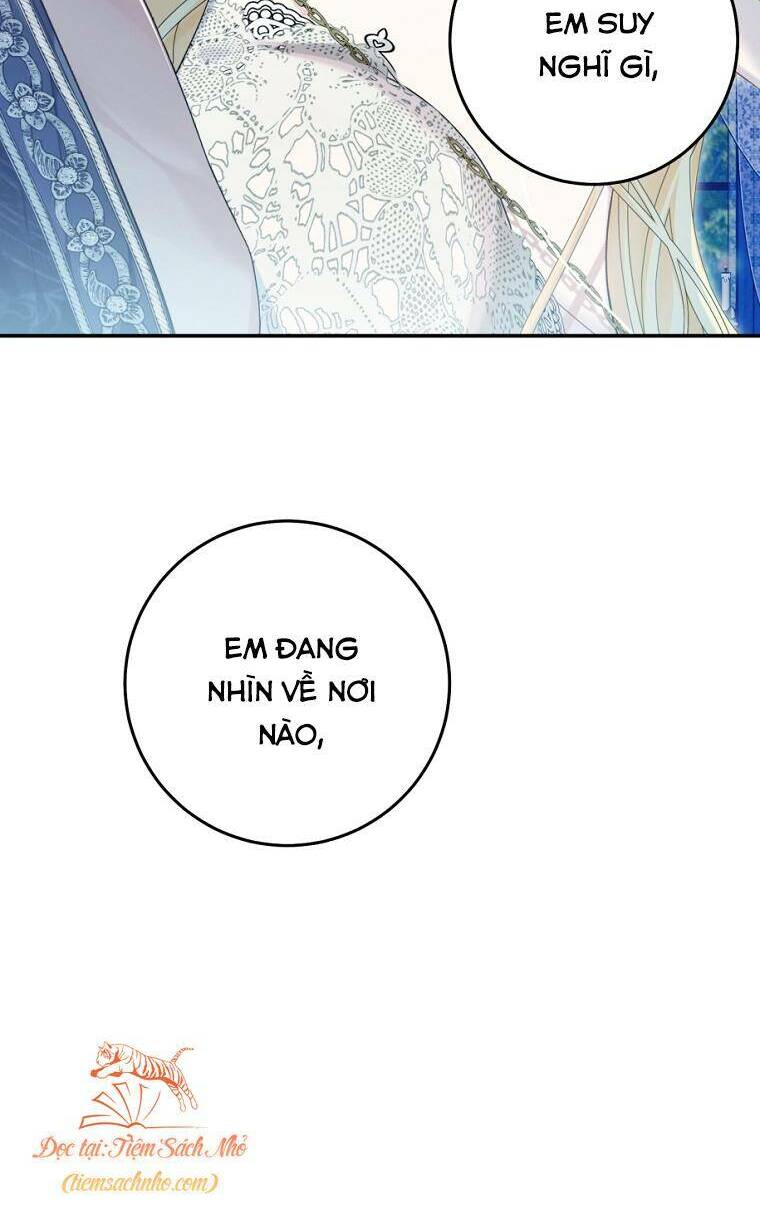 EM SUY
NGHĨ GÌ,
EM ĐANG
NHÌN VỀ NƠI
NÀO,
Đọc tại: Tiệm Sách Nhỏ
(tiemsachnho.com)